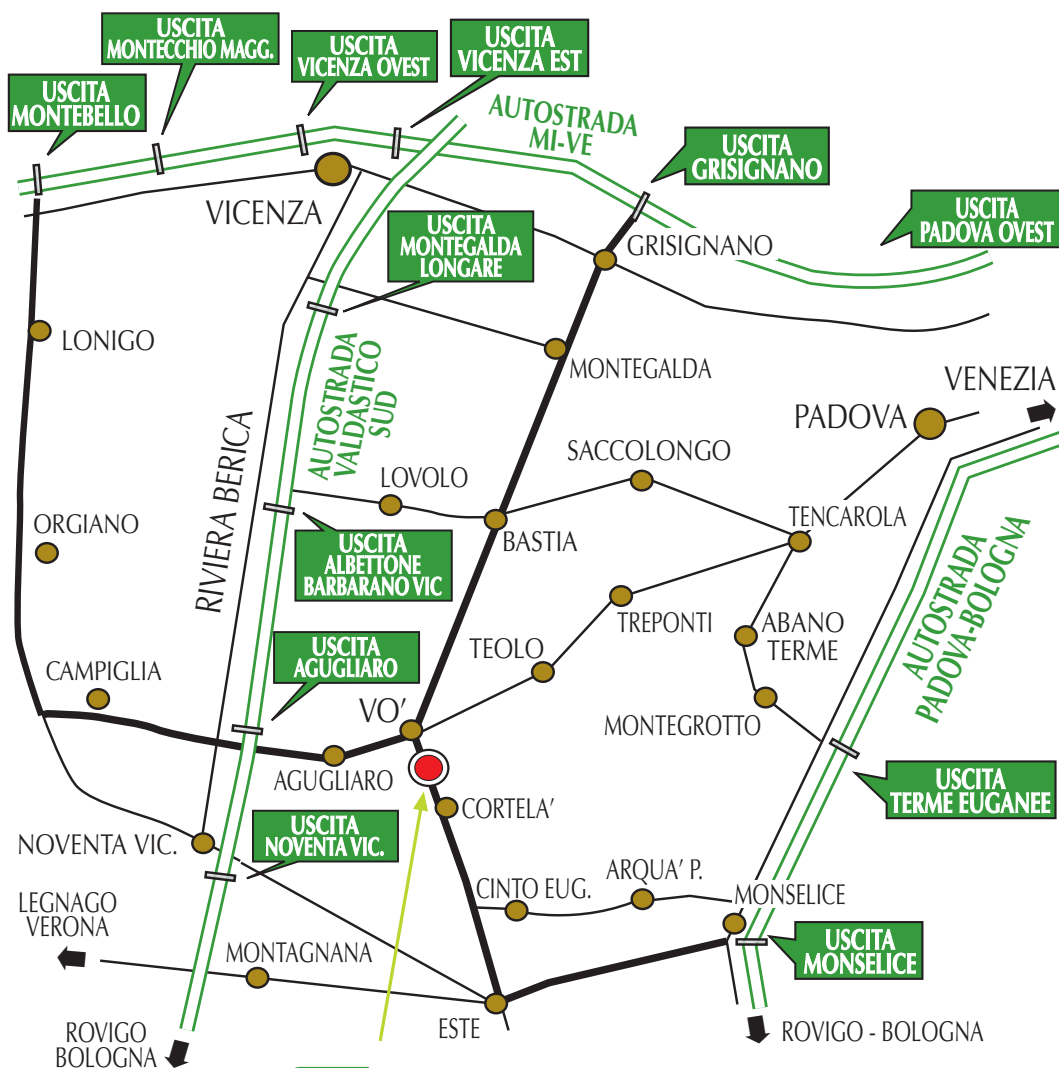 USCITA
MONTECCHIO MAGG.
USCITA
VICENZA OVEST
USCITA
VICENZA EST
USCITA
MONTEBELLO
AUTOSTRADA
MI-VE
USCITA
GRISIGNANO
USCITA
PADOVA OVEST
VICENZA
USCITA
MONTEGALDA
LONGARE
GRISIGNANO
LONIGO
MONTEGALDA
AUTOSTRADA
VALDASTICO
SUD
VENEZIA
PADOVA
SACCOLONGO
LOVOLO
RIVIERA BERICA
ORGIANO
BASTIA
TENCAROLA
USCITA
ALBETTONE
BARBARANO VIC
TREPONTI
ABANO
TERME
AUTOSTRADA
PADOVA-BOLOGNA
USCITA
AGUGLIARO
TEOLO
CAMPIGLIA
VO'
MONTEGROTTO
AGUGLIARO
USCITA
TERME EUGANEE
CORTELA'
USCITA
NOVENTA VIC.
NOVENTA VIC.
CINTO EUG.
ARQUA' P.
MONSELICE
LEGNAGO
VERONA
USCITA
MONSELICE
MONTAGNANA
ESTE
ROVIGO
BOLOGNA
ROVIGO - BOLOGNA